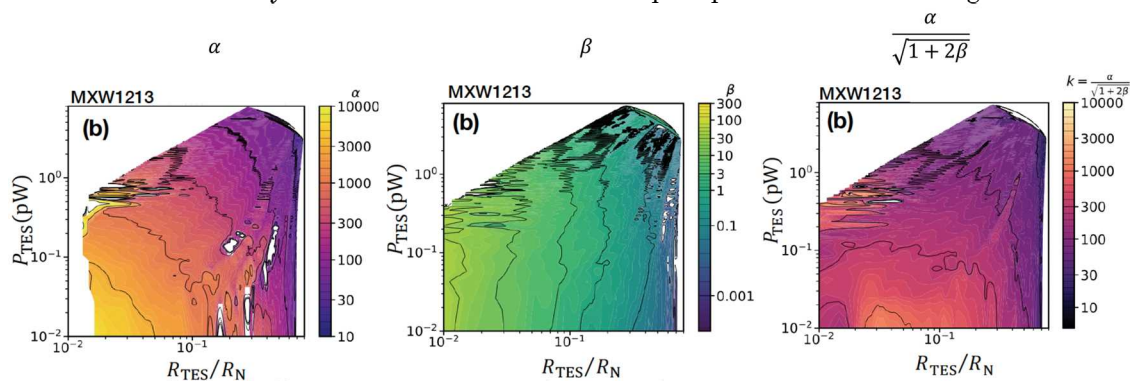 α
β
α
√1 + 2β
MXW1213
(b)
P_TES(pW)
10^0
10^-1
10^-2
10^-2
10^-1
R_TES/R_N
α
10000
3000
1000
300
100
30
10
MXW1213
(b)
P_TES(pW)
10^0
10^-1
10^-2
10^-2
10^-1
R_TES/R_N
β
300
100
30
10
3
1
0.1
0.001
MXW1213
(b)
P_TES(pW)
10^0
10^-1
10^-2
10^-2
10^-1
R_TES/R_N
k = α/√1+2β
10000
3000
1000
300
100
30
10